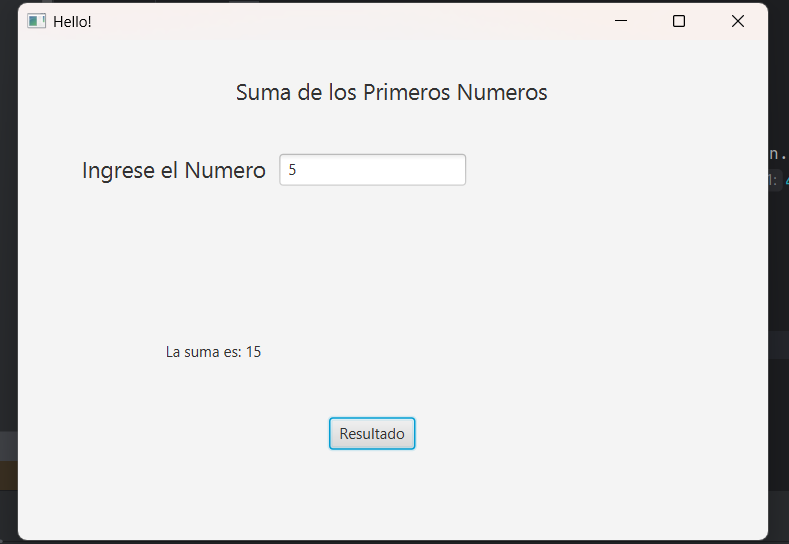 Hello!
Suma de los Primeros Numeros
Ingrese el Numero 5
La suma es: 15
Resultado